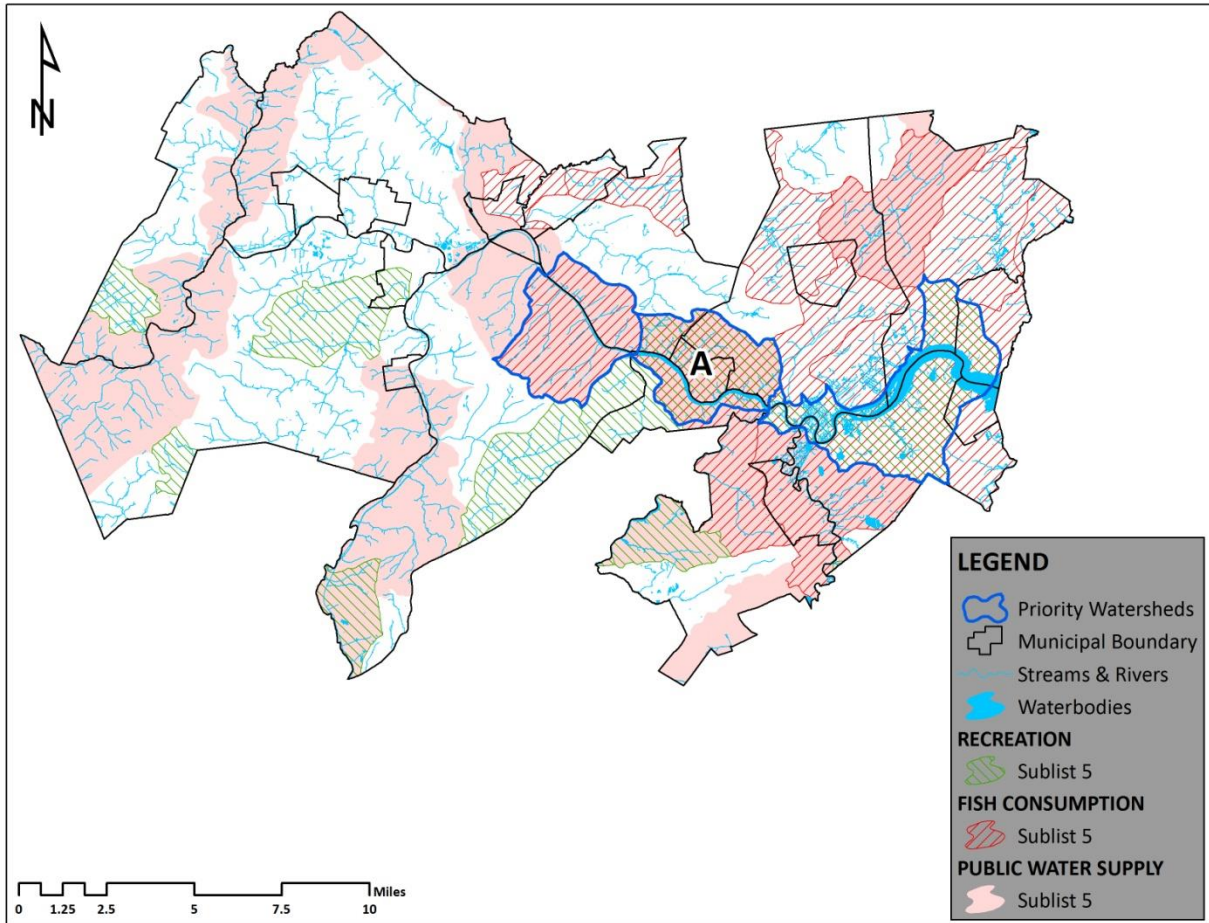 N
A
LEGEND
Priority Watersheds
Municipal Boundary
Streams & Rivers
Waterbodies
RECREATION
Sublist 5
FISH CONSUMPTION
Sublist 5
PUBLIC WATER SUPPLY
Sublist 5
Miles
0 1.25 2.5 5 7.5 10